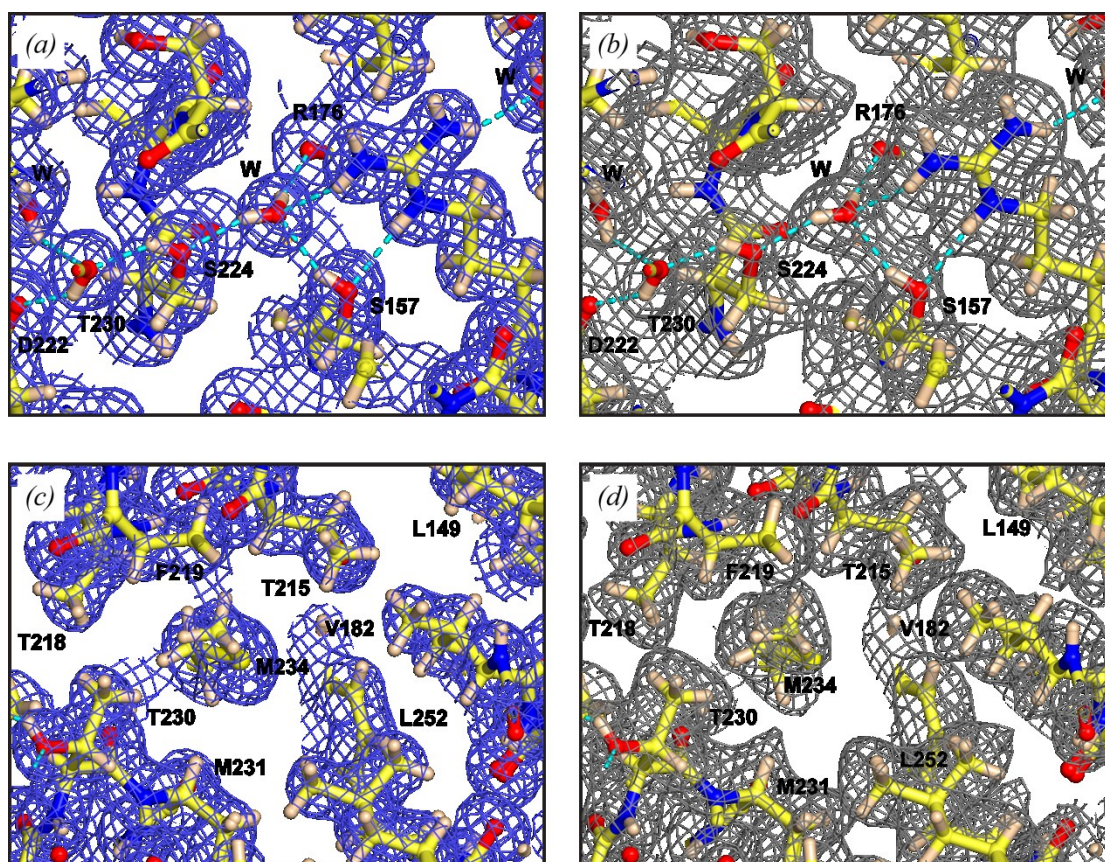 (a)
R176
W
W
W
S224
S157
T230
D222
(b)
W
R176
W
W
S224
S157
T230
D222
(c)
L149
F219
T215
T218
V182
M234
T230
L252
M231
(d)
L149
F219
T215
T218
V182
M234
T230
L252
M231